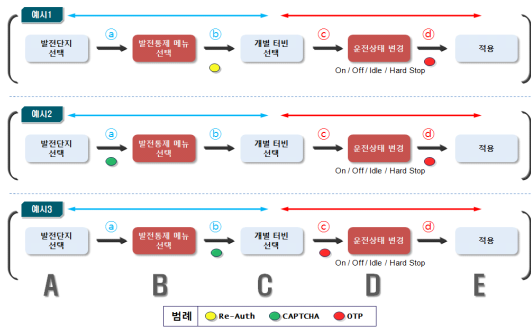 예시1
ⓐ ⓑ ⓒ ⓓ
발전단지 발전통제 메뉴 개별 터빈 운전상태 변경 적용
선택 선택 선택
On / Off / Idle / Hard Stop
예시2
ⓐ ⓑ ⓒ ⓓ
발전단지 발전통제 메뉴 개별 터빈 운전상태 변경 적용
선택 선택 선택
On / Off / Idle / Hard Stop
예시3
ⓐ ⓑ ⓒ ⓓ
발전단지 발전통제 메뉴 개별 터빈 운전상태 변경 적용
선택 선택 선택
On / Off / Idle / Hard Stop
A B C D E
범례 Re-Auth CAPTCHA OTP